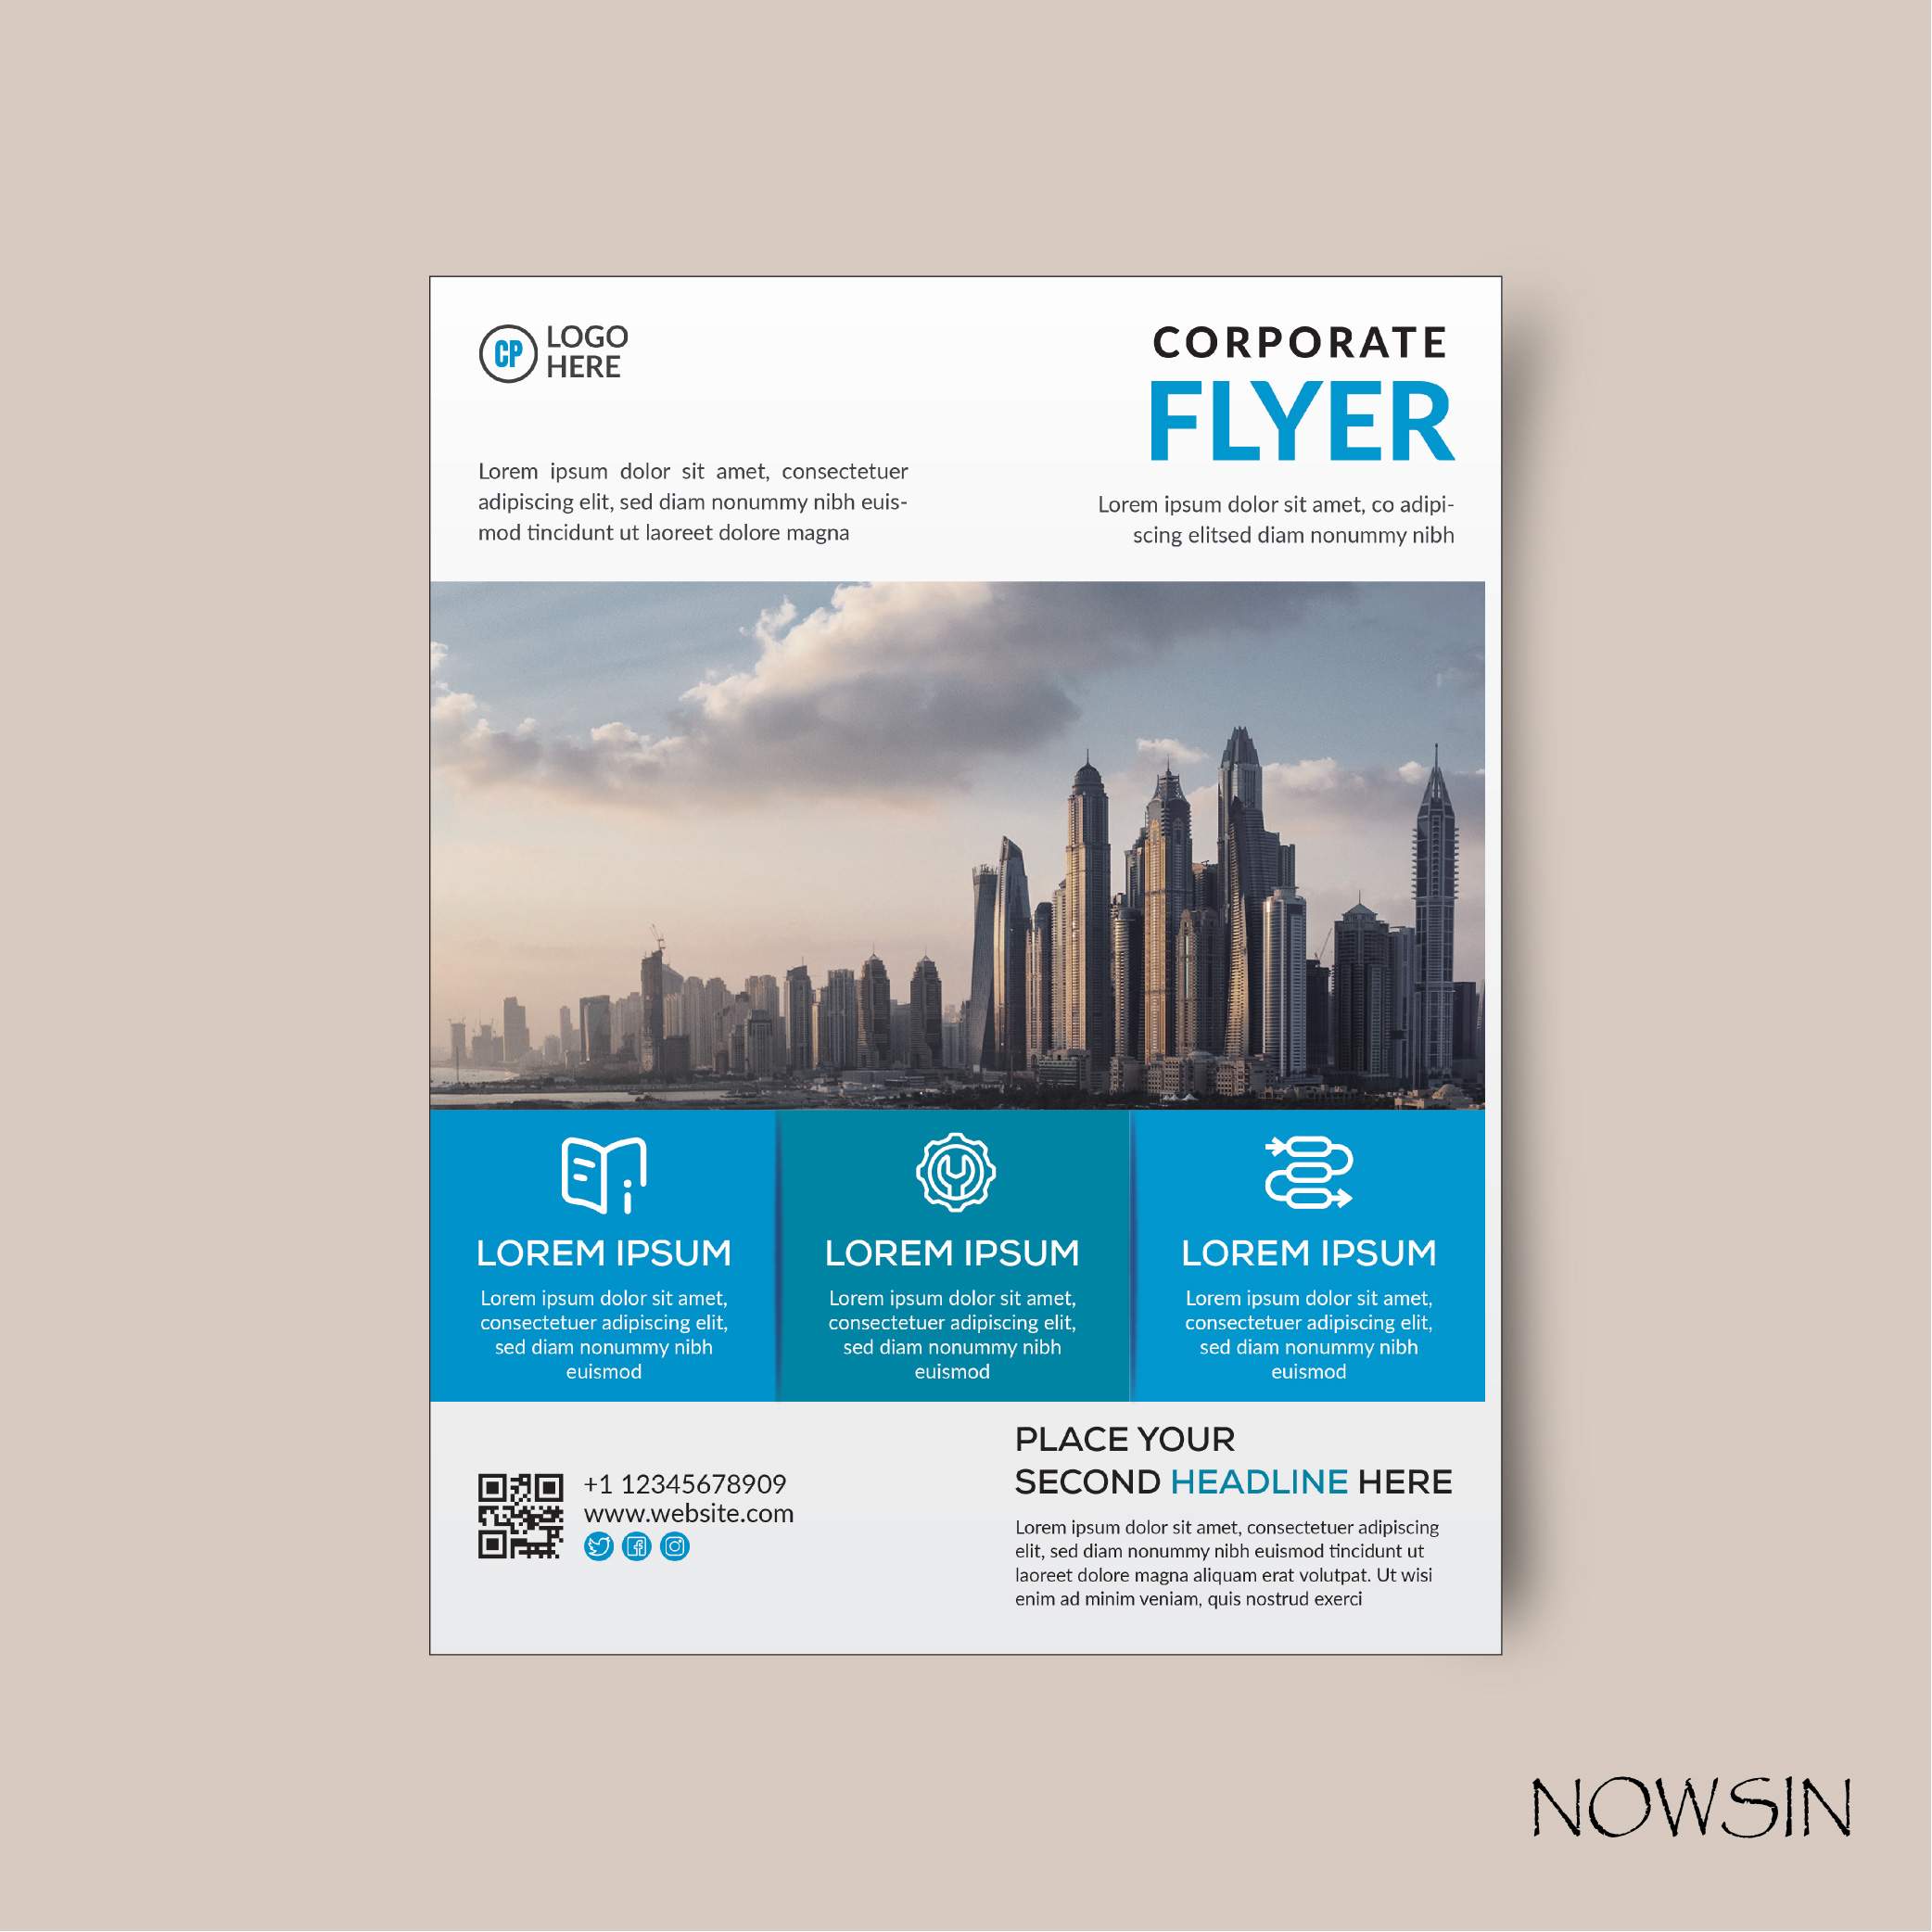 CP
LOGO
HERE
CORPORATE
FLYER
Lorem ipsum dolor sit amet, consectetuer
adipiscing elit, sed diam nonummy nibh euis-
mod tincidunt ut laoreet dolore magna
Lorem ipsum dolor sit amet, co adipi-
scing elitsed diam nonummy nibh
LOREM IPSUM
Lorem ipsum dolor sit amet,
consectetuer adipiscing elit,
sed diam nonummy nibh
euismod
LOREM IPSUM
Lorem ipsum dolor sit amet,
consectetuer adipiscing elit,
sed diam nonummy nibh
euismod
LOREM IPSUM
Lorem ipsum dolor sit amet,
consectetuer adipiscing elit,
sed diam nonummy nibh
euismod
+1 12345678909
www.website.com
PLACE YOUR
SECOND HEADLINE HERE
Lorem ipsum dolor sit amet, consectetuer adipiscing
elit, sed diam nonummy nibh euismod tincidunt ut
laoreet dolore magna aliquam erat volutpat. Ut wisi
enim ad minim veniam, quis nostrud exerci
NOWSIN